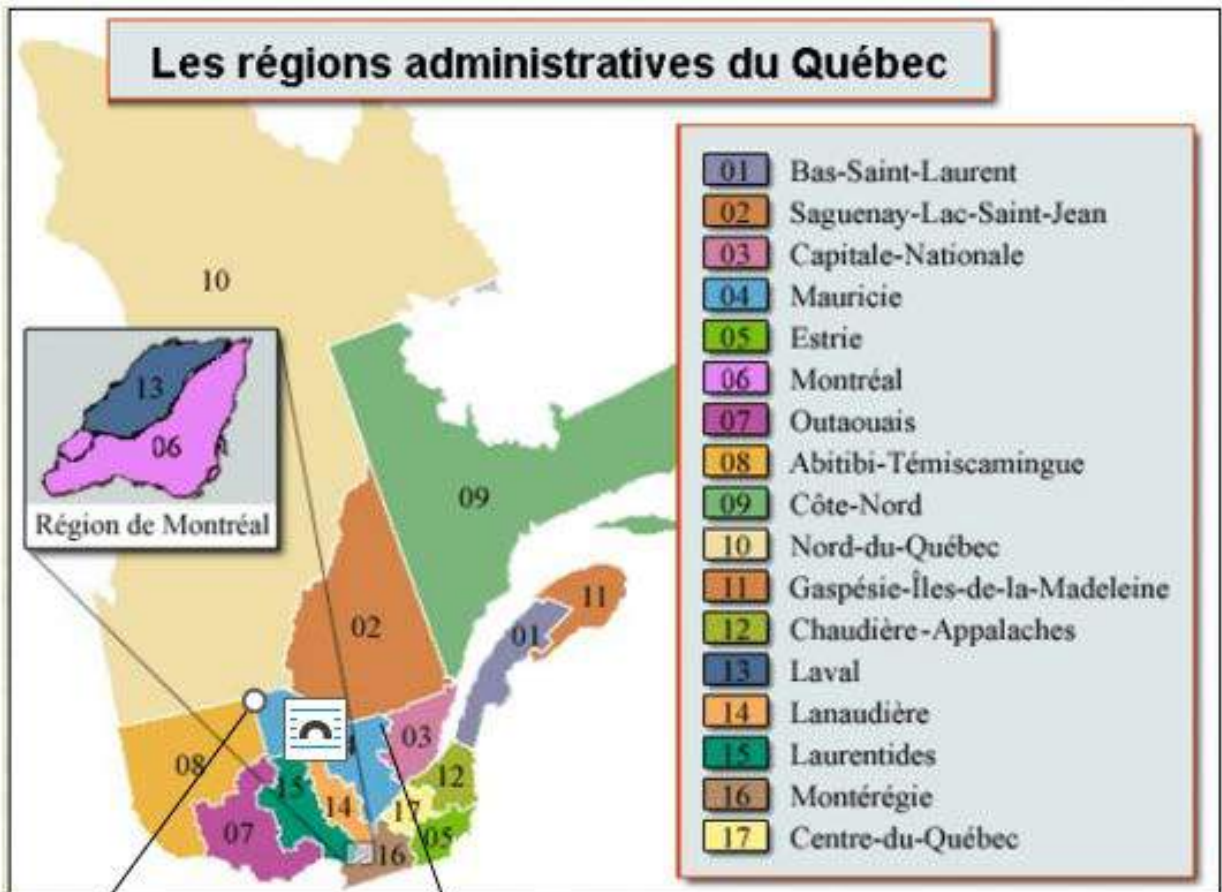 Les régions administratives du Québec
01 Bas-Saint-Laurent
02 Saguenay-Lac-Saint-Jean
03 Capitale-Nationale
04 Mauricie
05 Estrie
06 Montréal
07 Outaouais
08 Abitibi-Témiscamingue
09 Côte-Nord
10 Nord-du-Québec
11 Gaspésie-Îles-de-la-Madeleine
12 Chaudière-Appalaches
13 Laval
14 Lanaudière
15 Laurentides
16 Montérégie
17 Centre-du-Québec
10
13
06
Région de Montréal
09
11
01
02
03
4
08
12
15
14
17
07
05
16